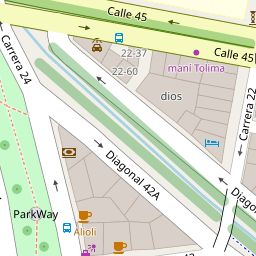 Calle 45
Calle 45
Carrera 24
22-37
mani Tolima
22-60
dios
Carrera 22
Diagonal 42A
Diagonal
ParkWay
Alioli